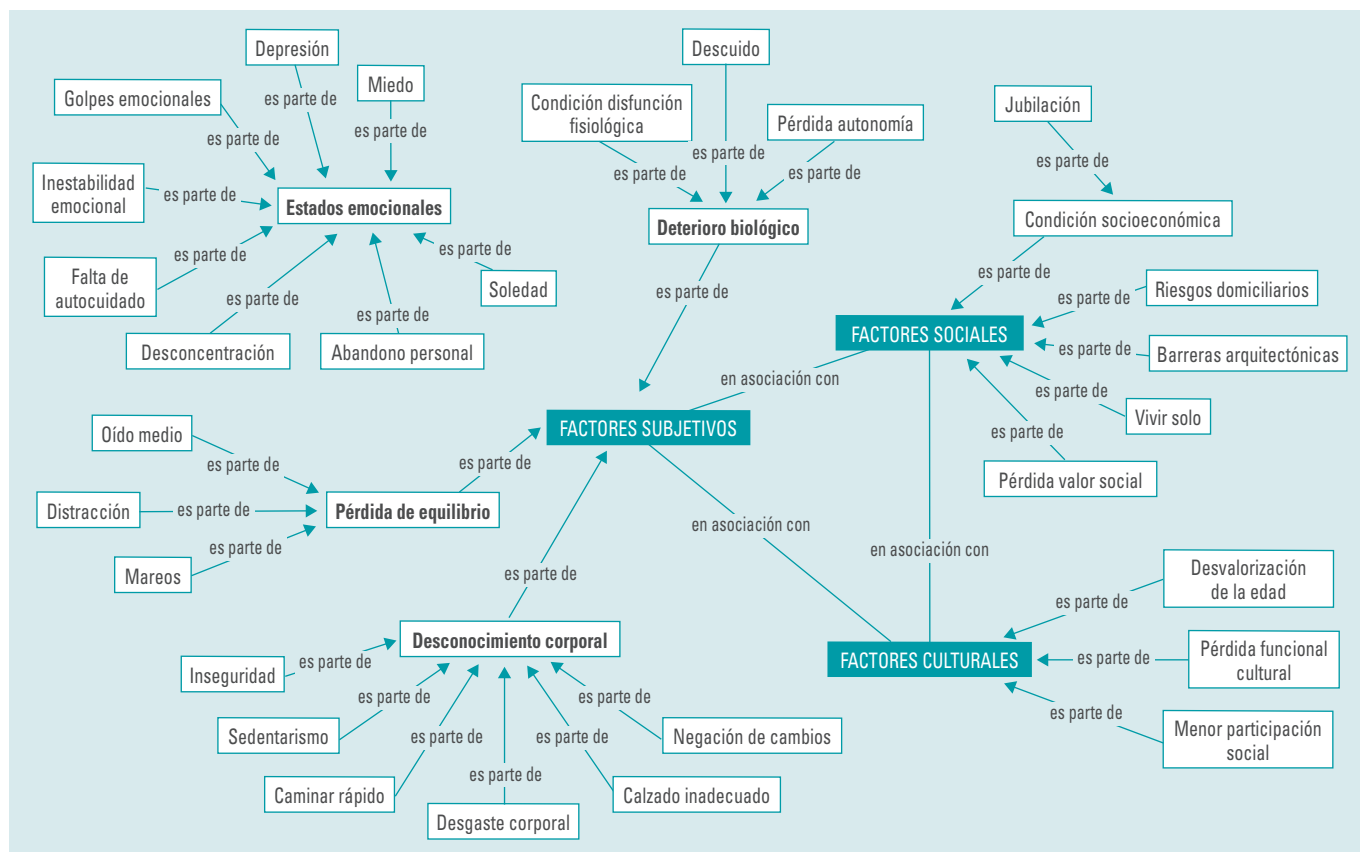 Depresión
Golpes emocionales
Miedo
es parte de
es parte de
es parte de
Inestabilidad
emocional
es parte de
Estados emocionales
es parte de
Falta de
autocuidado
es parte de
Desconcentración
es parte de
Abandono personal
es parte de
Soledad
Descuido
Condición disfunción
fisiológica
Pérdida autonomía
es parte de
es parte de
es parte de
Deterioro biológico
es parte de
Jubilación
es parte de
Condición socioeconómica
es parte de
Riesgos domiciliarios
es parte de
FACTORES SOCIALES
es parte de
Barreras arquitectónicas
es parte de
Vivir solo
es parte de
Pérdida valor social
en asociación con
FACTORES SUBJETIVOS
Oído medio
es parte de
es parte de
Distracción
es parte de
Pérdida de equilibrio
es parte de
Mareos
en asociación con
en asociación con
es parte de
Desconocimiento corporal
Inseguridad
es parte de
Sedentarismo
es parte de
Caminar rápido
es parte de
es parte de
Desgaste corporal
es parte de
Calzado inadecuado
es parte de
Negación de cambios
Desvalorización
de la edad
es parte de
FACTORES CULTURALES
es parte de
Pérdida funcional
cultural
es parte de
Menor participación
social